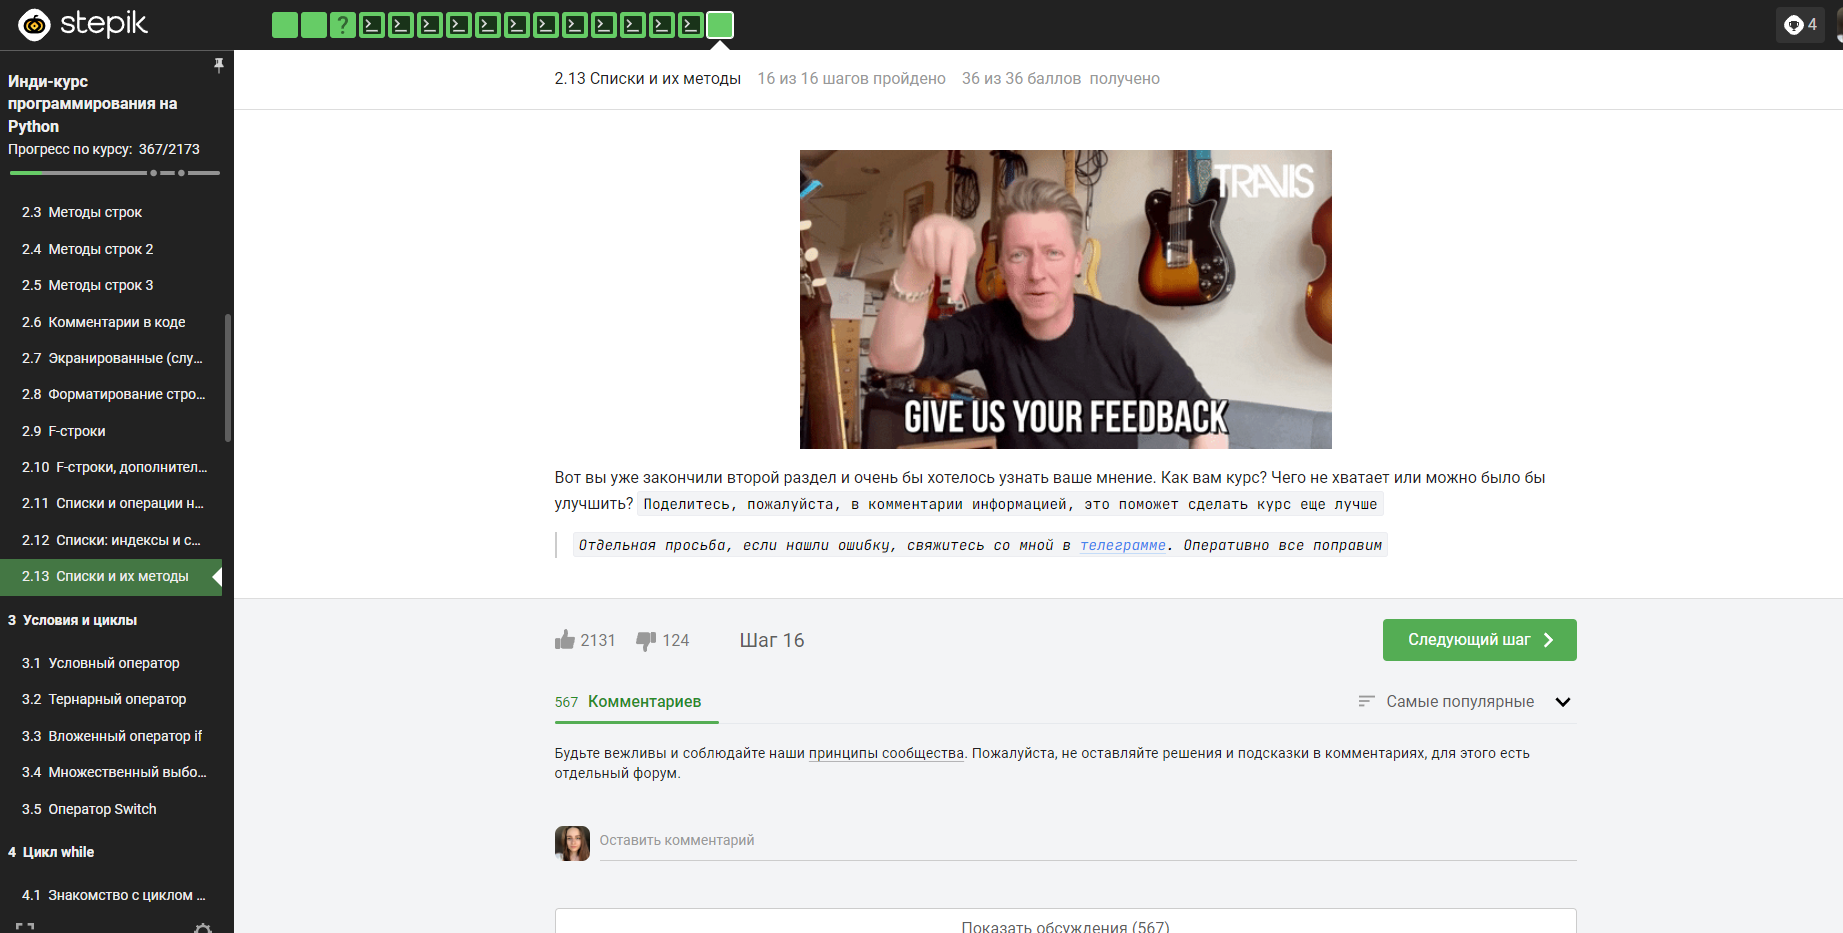 stepik
?
4
Инди-курс
программирования на
Python
Прогресс по курсу: 367/2173
2.3 Методы строк
2.4 Методы строк 2
2.5 Методы строк 3
2.6 Комментарии в коде
2.7 Экранированные (слу...
2.8 Форматирование стро...
2.9 F-строки
2.10 F-строки, дополнител...
2.11 Списки и операции н...
2.12 Списки: индексы и с...
2.13 Списки и их методы
3 Условия и циклы
3.1 Условный оператор
3.2 Тернарный оператор
3.3 Вложенный оператор if
3.4 Множественный выбо...
3.5 Оператор Switch
4 Цикл while
4.1 Знакомство с циклом ...
2.13 Списки и их методы 16 из 16 шагов пройдено 36 из 36 баллов получено
TRAVIS
GIVE US YOUR FEEDBACK
Вот вы уже закончили второй раздел и очень бы хотелось узнать ваше мнение. Как вам курс? Чего не хватает или можно было бы
улучшить? Поделитесь, пожалуйста, в комментарии информацией, это поможет сделать курс еще лучше
Отдельная просьба, если нашли ошибку, свяжитесь со мной в телеграмме. Оперативно все поправим
2131 124 Шаг 16 Следующий шаг
567 Комментариев Самые популярные
Будьте вежливы и соблюдайте наши принципы сообщества. Пожалуйста, не оставляйте решения и подсказки в комментариях, для этого есть
отдельный форум.
Оставить комментарий
Показать обсуждения (567)